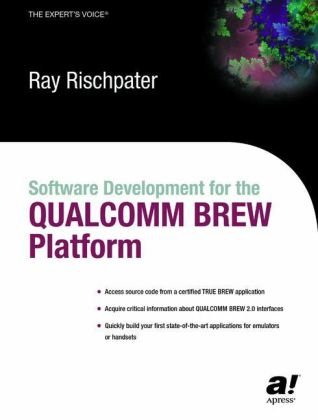 THE EXPERT'S VOICE®
Ray Rischpater
Software Development for the
QUALCOMM BREW
Platform
• Access source code from a certified TRUE BREW application
• Acquire critical information about QUALCOMM BREW 2.0 interfaces
• Quickly build your first state-of-the-art applications for emulators
or handsets
a!
Apress™